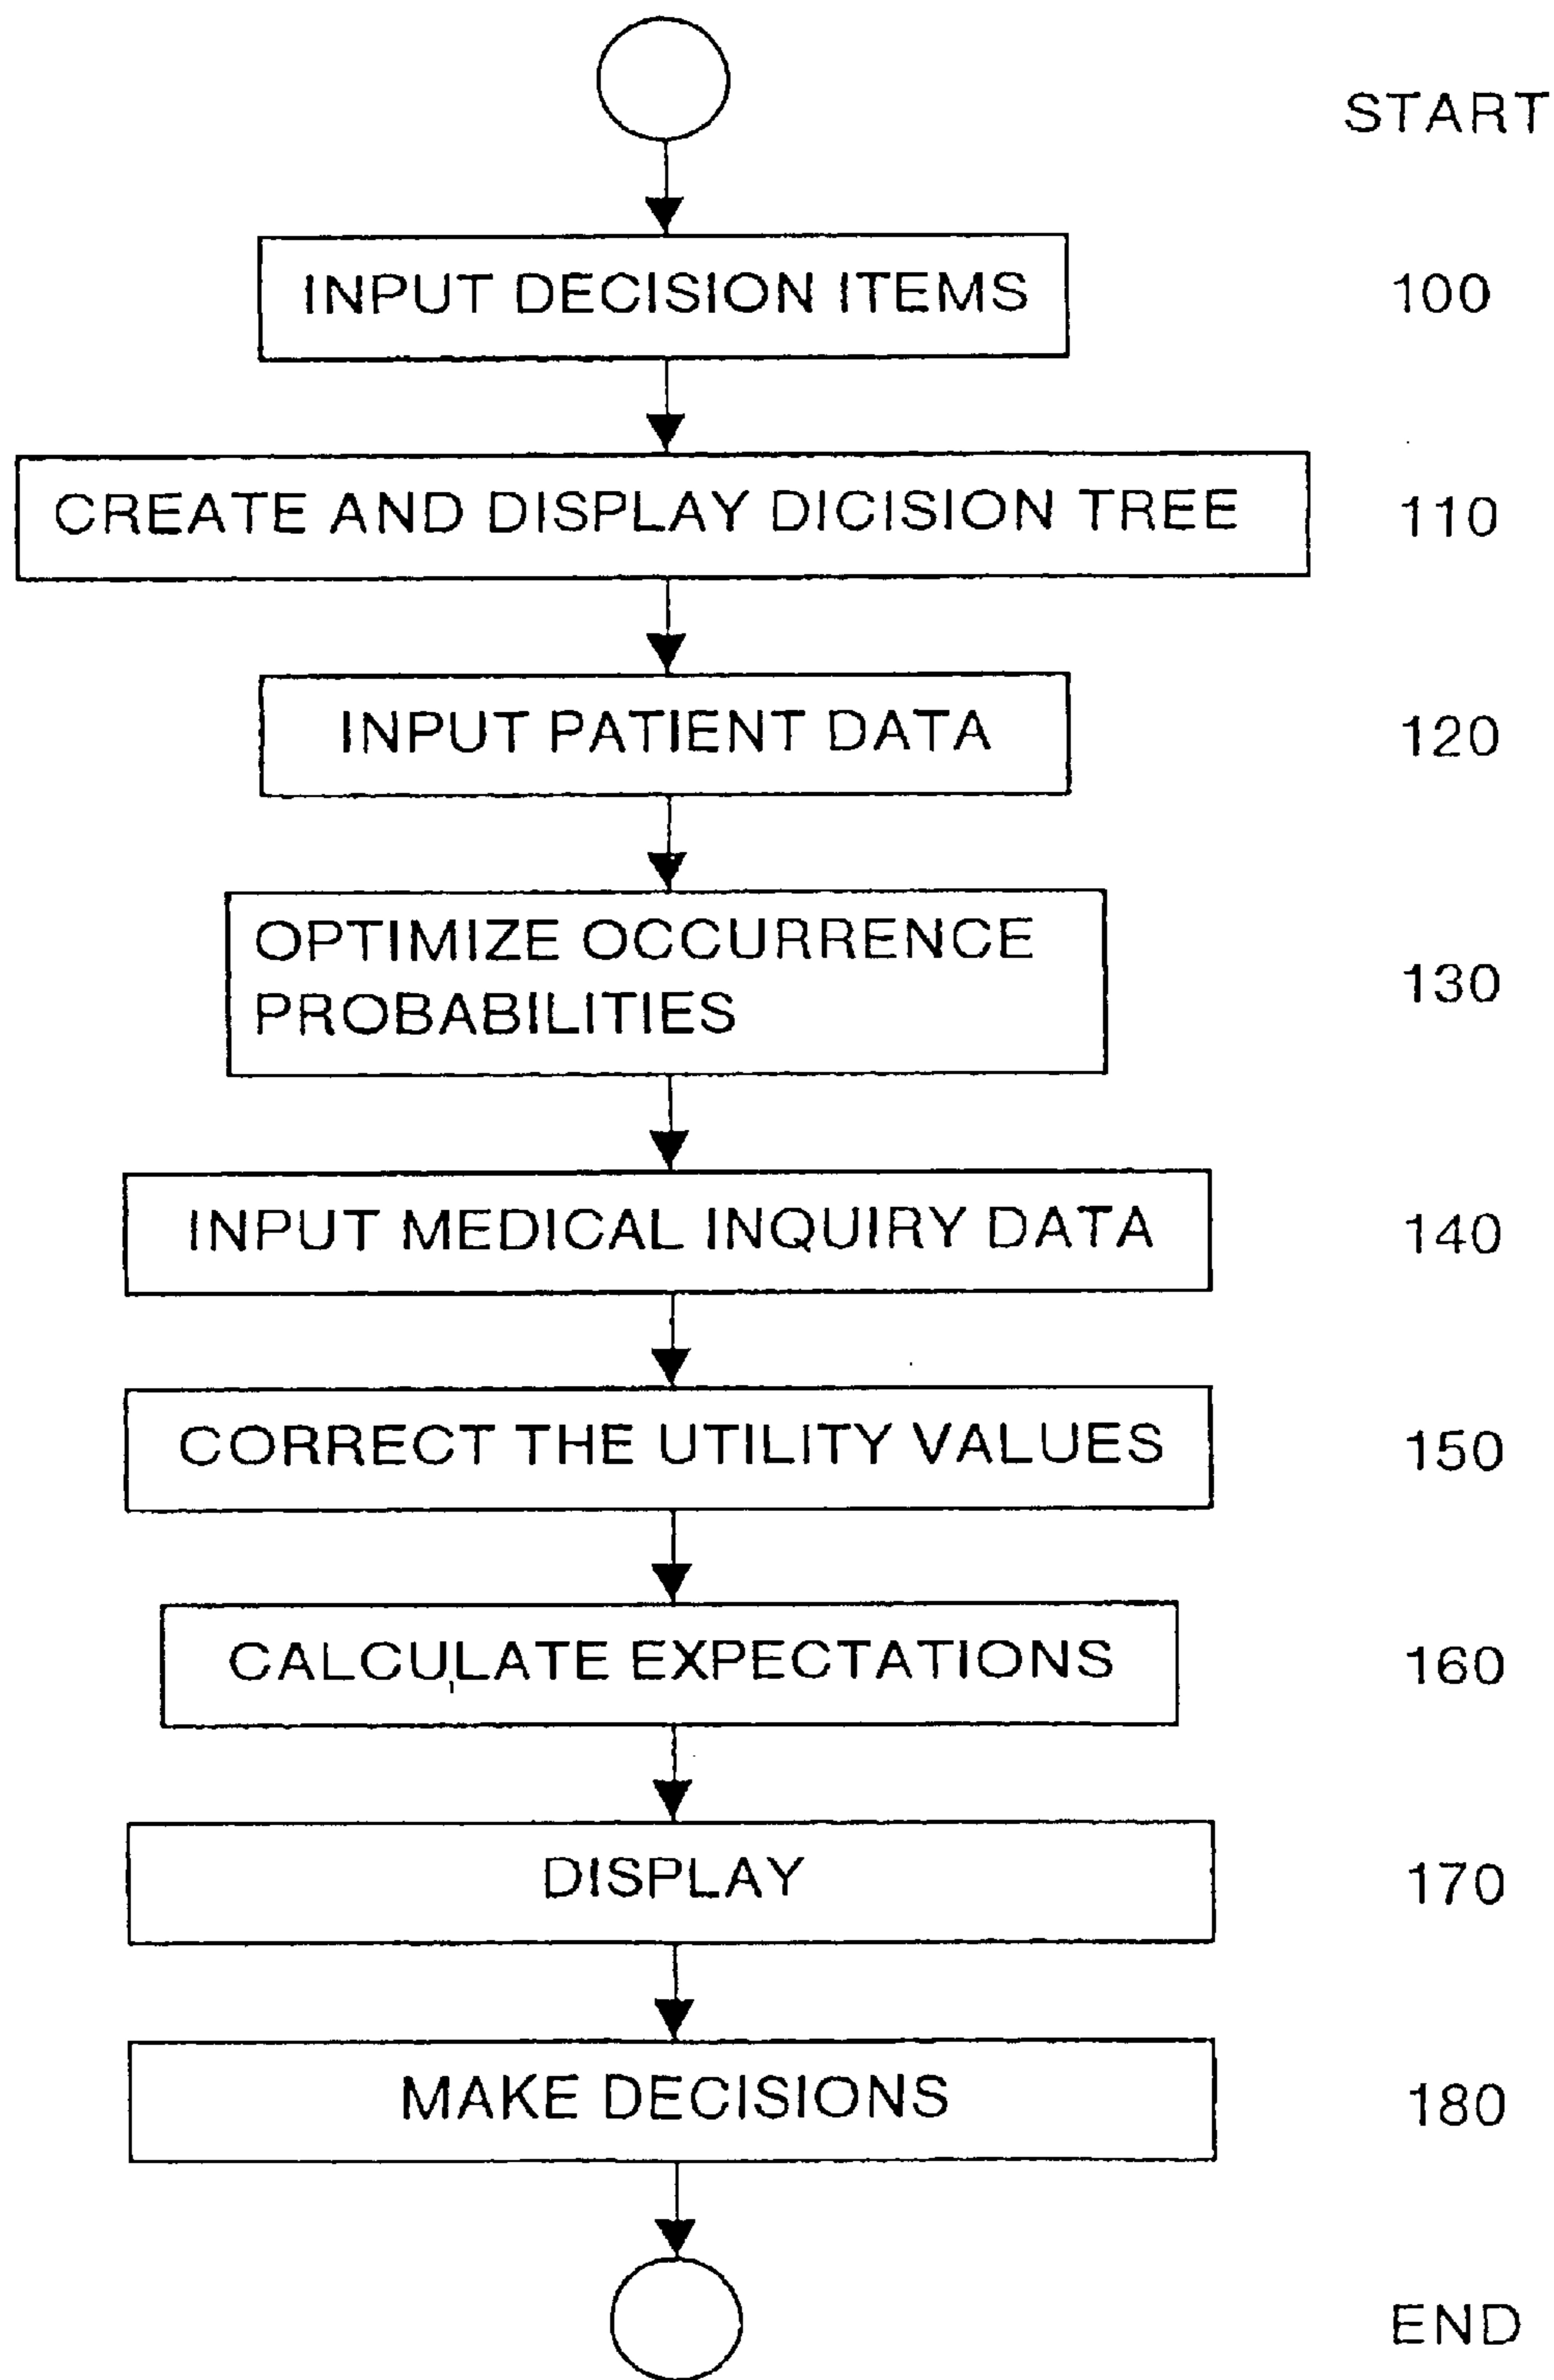 START
INPUT DECISION ITEMS 100
CREATE AND DISPLAY DICISION TREE 110
INPUT PATIENT DATA 120
OPTIMIZE OCCURRENCE
PROBABILITIES 130
INPUT MEDICAL INQUIRY DATA 140
CORRECT THE UTILITY VALUES 150
CALCULATE EXPECTATIONS 160
DISPLAY 170
MAKE DECISIONS 180
END